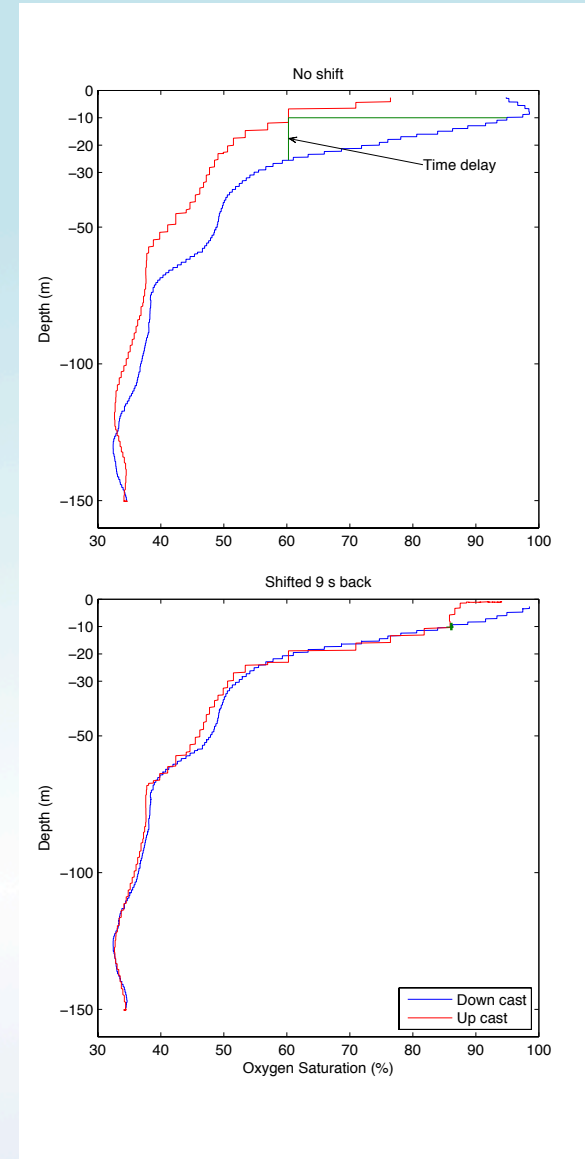 No shift
0
−10
−20
−30
−50
−100
−150
Depth (m)
Time delay
30 40 50 60 70 80 90 100
Shifted 9 s back
0
−10
−20
−30
−50
−100
−150
Depth (m)
Down cast
Up cast
30 40 50 60 70 80 90 100
Oxygen Saturation (%)